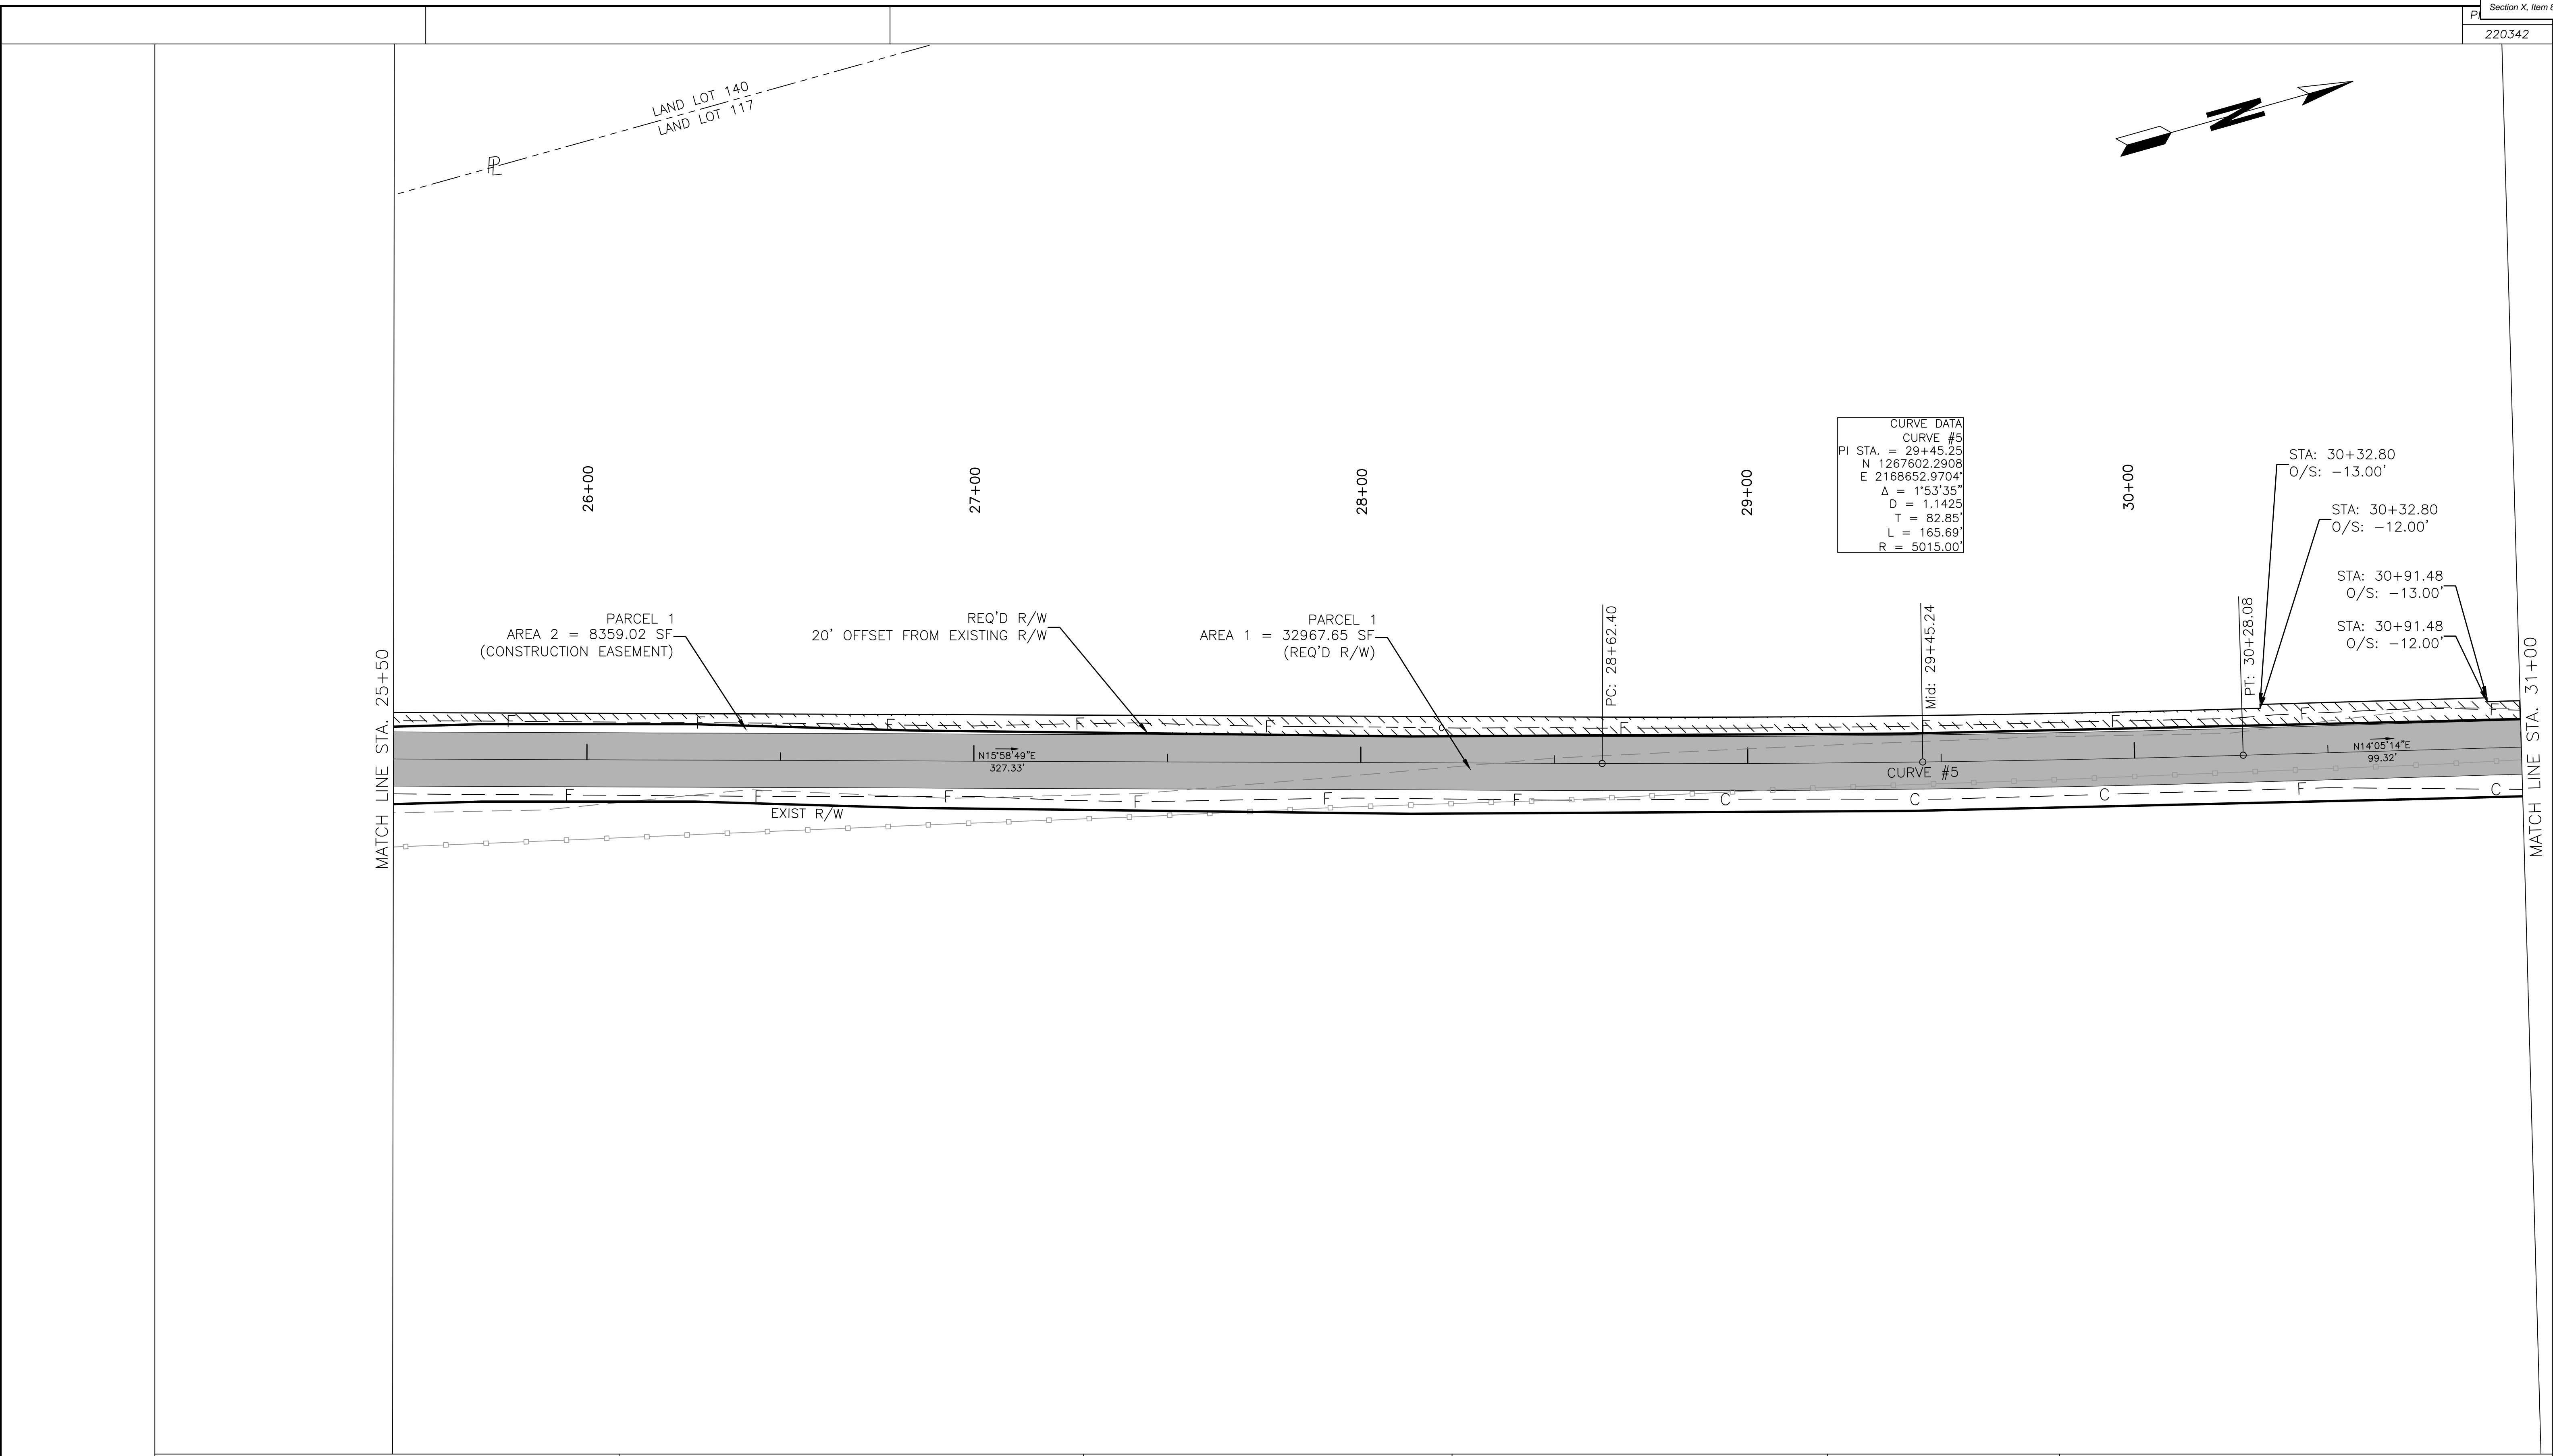 Section X, Item 8
220342
LAND LOT 140
LAND LOT 117
PL
N
CURVE DATA
CURVE #5
PI STA. = 29+45.25
N 1267602.2908
E 2168652.9704'
Δ = 1°53'35"
D = 1.1425
T = 82.85'
L = 165.69'
R = 5015.00'
26+00
27+00
28+00
29+00
30+00
STA: 30+32.80
O/S: -13.00'
STA: 30+32.80
O/S: -12.00'
STA: 30+91.48
O/S: -13.00'
STA: 30+91.48
O/S: -12.00'
PARCEL 1
AREA 2 = 8359.02 SF
(CONSTRUCTION EASEMENT)
REQ'D R/W
20' OFFSET FROM EXISTING R/W
PARCEL 1
AREA 1 = 32967.65 SF
(REQ'D R/W)
PC: 28+62.40
Mid: 29+45.24
PT: 30+28.08
MATCH LINE STA. 25+50
MATCH LINE STA. 31+00
F F F F F C F F F F F
N15°58'49"E
327.33'
N14°05'14"E
99.32'
CURVE #5
F F F F F F C C C F C
EXIST R/W